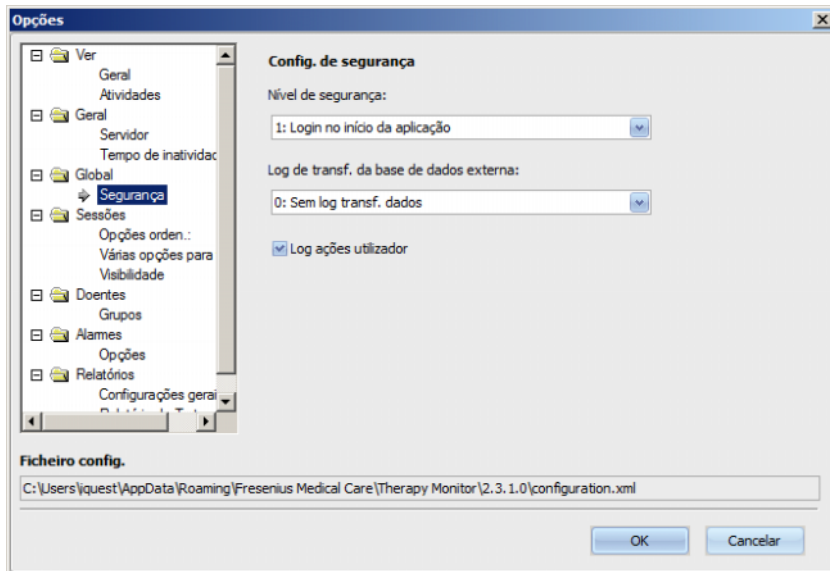 Opções
Ver
Geral
Atividades
Geral
Servidor
Tempo de inatividac
Global
Segurança
Sessões
Opções orden.:
Várias opções para
Visibilidade
Doentes
Grupos
Alarmes
Opções
Relatórios
Configurações gerai
Config. de segurança
Nível de segurança:
1: Login no início da aplicação
Log de transf. da base de dados externa:
0: Sem log transf. dados
Log ações utilizador
Ficheiro config.
C:\Users\iquest\AppData\Roaming\Fresenius Medical Care\Therapy Monitor\2.3.1.0\configuration.xml
OK
Cancelar